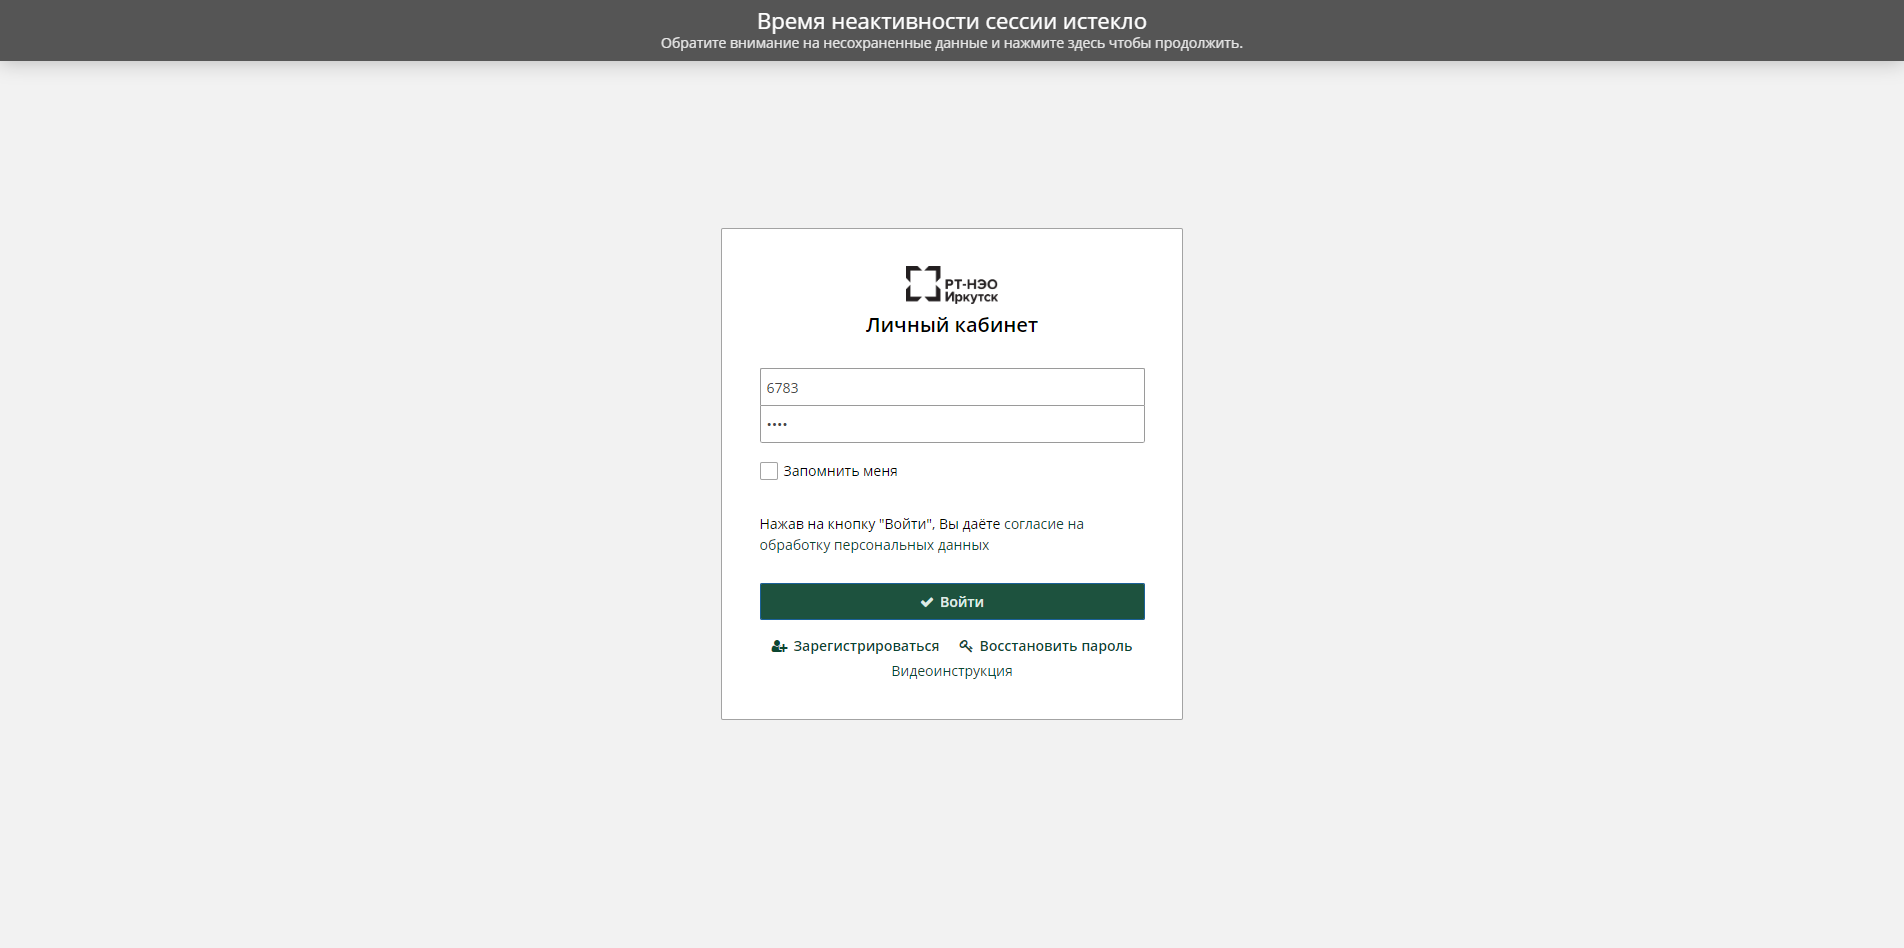 Время неактивности сессии истекло
Обратите внимание на несохраненные данные и нажмите здесь чтобы продолжить.
РТ-НЭО
Иркутск
Личный кабинет
6783
••••
Запомнить меня
Нажав на кнопку "Войти", Вы даёте согласие на
обработку персональных данных
Войти
Зарегистрироваться Восстановить пароль
Видеоинструкция